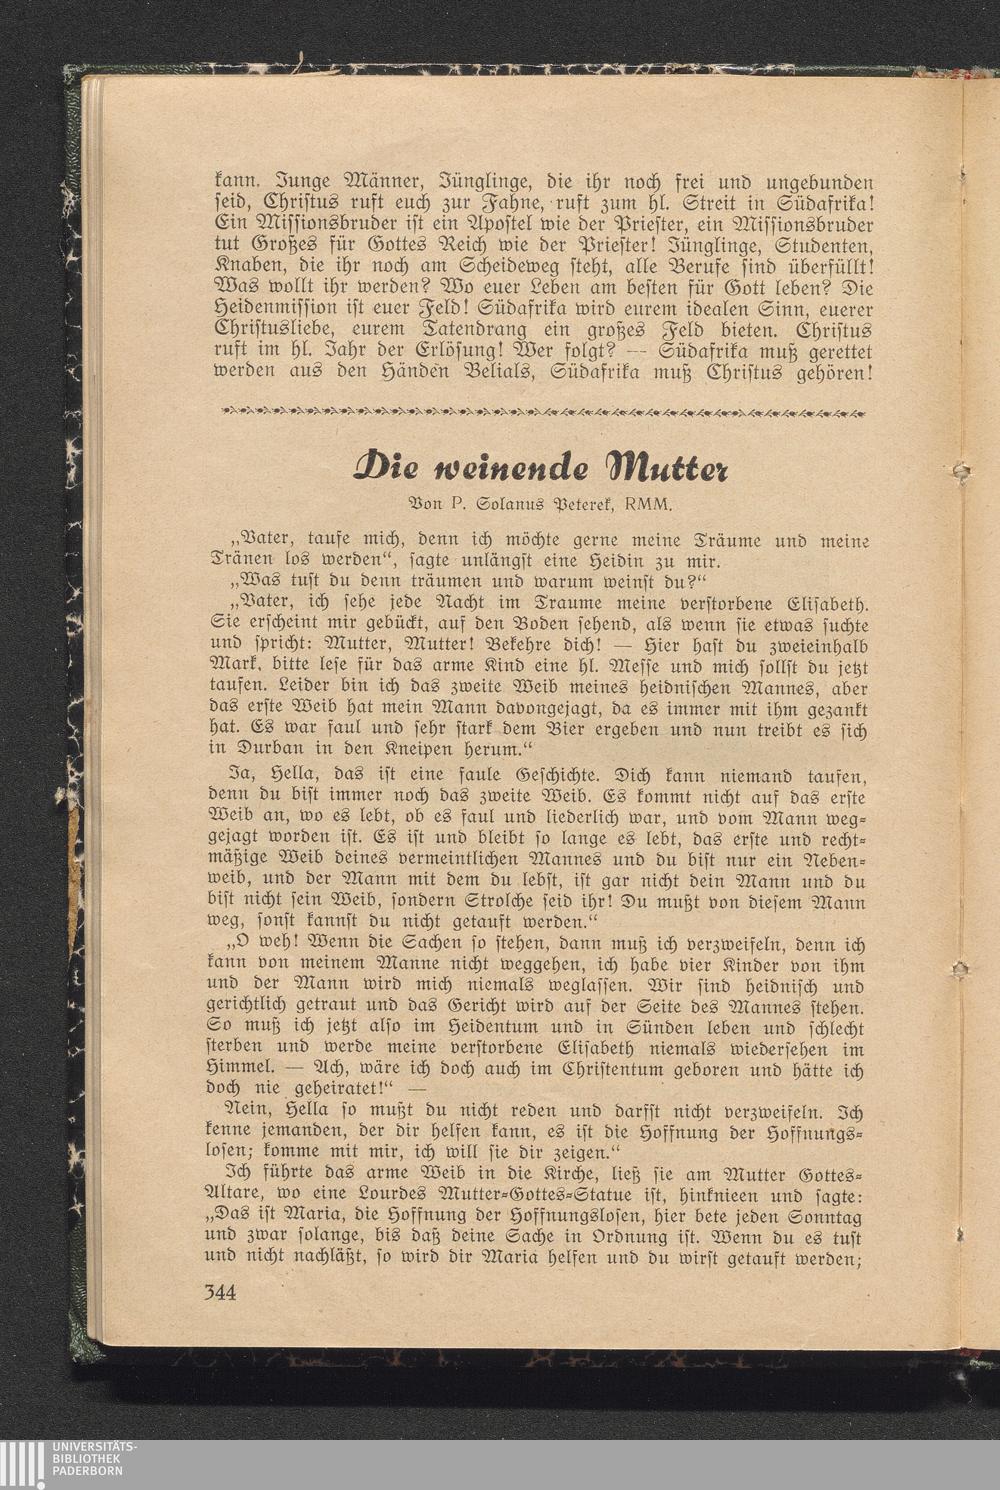 kann. Junge Männer, Jünglinge, die ihr noch frei und ungebunden
seid, Christus ruft euch zur Fahne, ruft zum hl. Streit in Südafrika!
Ein Missionsbruder ist ein Apostel wie der Priester, ein Missionsbruder
tut Großes für Gottes Reich wie der Priester! Jünglinge, Studenten,
Knaben, die ihr noch am Scheideweg steht, alle Berufe sind überfüllt!
Was wollt ihr werden? Wo euer Leben am besten für Gott leben? Die
Heidenmission ist euer Feld! Südafrika wird eurem idealen Sinn, euerer
Christusliebe, eurem Tatendrang ein großes Feld bieten. Christus
ruft im hl. Jahr der Erlösung! Wer folgt? — Südafrika muß gerettet
werden aus den Händen Belials, Südafrika muß Christus gehören!
Die weinende Mutter
Von P. Solanus Peterek, RMM.
„Vater, taufe mich, denn ich möchte gerne meine Träume und meine
Tränen los werden“, sagte unlängst eine Heidin zu mir.
„Was tust du denn träumen und warum weinst du?“
„Vater, ich sehe jede Nacht im Traume meine verstorbene Elisabeth.
Sie erscheint mir gebückt, auf den Boden sehend, als wenn sie etwas suchte
und spricht: Mutter, Mutter! Bekehre dich! — Hier hast du zweieinhalb
Mark, bitte lese für das arme Kind eine hl. Messe und mich sollst du jetzt
taufen. Leider bin ich das zweite Weib meines heidnischen Mannes, aber
das erste Weib hat mein Mann davongejagt, da es immer mit ihm gezankt
hat. Es war faul und sehr stark dem Bier ergeben und nun treibt es sich
in Durban in den Kneipen herum.“
Ja, Hella, das ist eine faule Geschichte. Dich kann niemand taufen,
denn du bist immer noch das zweite Weib. Es kommt nicht auf das erste
Weib an, wo es lebt, ob es faul und liederlich war, und vom Mann weg-
gejagt worden ist. Es ist und bleibt so lange es lebt, das erste und recht-
mäßige Weib deines vermeintlichen Mannes und du bist nur ein Neben-
weib, und der Mann mit dem du lebst, ist gar nicht dein Mann und du
bist nicht sein Weib, sondern Strolche seid ihr! Du mußt von diesem Mann
weg, sonst kannst du nicht getauft werden.“
„O weh! Wenn die Sachen so stehen, dann muß ich verzweifeln, denn ich
kann von meinem Manne nicht weggehen, ich habe vier Kinder von ihm
und der Mann wird mich niemals weglassen. Wir sind heidnisch und
gerichtlich getraut und das Gericht wird auf der Seite des Mannes stehen.
So muß ich jetzt also im Heidentum und in Sünden leben und schlecht
sterben und werde meine verstorbene Elisabeth niemals wiedersehen im
Himmel. — Ach, wäre ich doch auch im Christentum geboren und hätte ich
doch nie geheiratet!“ —
Nein, Hella so mußt du nicht reden und darfst nicht verzweifeln. Ich
kenne jemanden, der dir helfen kann, es ist die Hoffnung der Hoffnungs-
losen; komme mit mir, ich will sie dir zeigen.“
Ich führte das arme Weib in die Kirche, ließ sie am Mutter Gottes-
Altare, wo eine Lourdes Mutter-Gottes-Statue ist, hinknieen und sagte:
„Das ist Maria, die Hoffnung der Hoffnungslosen, hier bete jeden Sonntag
und zwar solange, bis daß deine Sache in Ordnung ist. Wenn du es tust
und nicht nachläßt, so wird dir Maria helfen und du wirst getauft werden;
344
UNIVERSITÄTS-
BIBLIOTHEK
PADERBORN